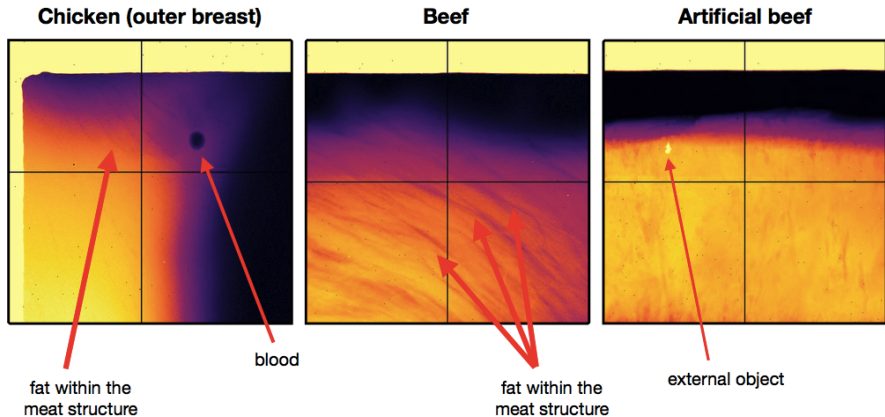 Chicken (outer breast)
Beef
Artificial beef
blood
fat within the
meat structure
fat within the
meat structure
external object